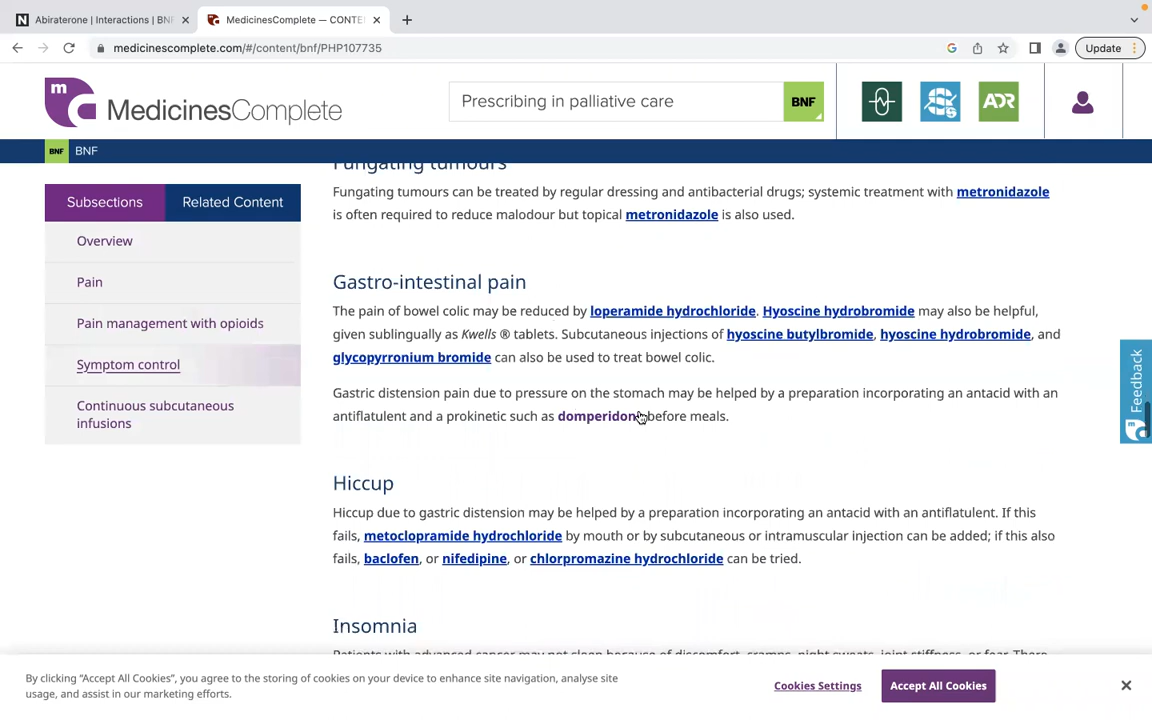 Abiraterone | Interactions | BNF
MedicinesComplete — CONTE
medicinescomplete.com/#/content/bnf/PHP107735
Update
mc MedicinesComplete
Prescribing in palliative care
BNF
ADR
BNF BNF
Subsections
Related Content
Overview
Pain
Pain management with opioids
Symptom control
Continuous subcutaneous
infusions
Fungating tumours
Fungating tumours can be treated by regular dressing and antibacterial drugs; systemic treatment with metronidazole
is often required to reduce malodour but topical metronidazole is also used.
Gastro-intestinal pain
The pain of bowel colic may be reduced by loperamide hydrochloride. Hyoscine hydrobromide may also be helpful,
given sublingually as Kwells ® tablets. Subcutaneous injections of hyoscine butylbromide, hyoscine hydrobromide, and
glycopyrronium bromide can also be used to treat bowel colic.
Gastric distension pain due to pressure on the stomach may be helped by a preparation incorporating an antacid with an
antiflatulent and a prokinetic such as domperidone before meals.
Hiccup
Hiccup due to gastric distension may be helped by a preparation incorporating an antacid with an antiflatulent. If this
fails, metoclopramide hydrochloride by mouth or by subcutaneous or intramuscular injection can be added; if this also
fails, baclofen, or nifedipine, or chlorpromazine hydrochloride can be tried.
Insomnia
Patients with advanced cancer may not sleep because of discomfort, cramps, night sweats, joint stiffness, or fear. There
Feedback
By clicking “Accept All Cookies”, you agree to the storing of cookies on your device to enhance site navigation, analyse site
usage, and assist in our marketing efforts.
Cookies Settings
Accept All Cookies